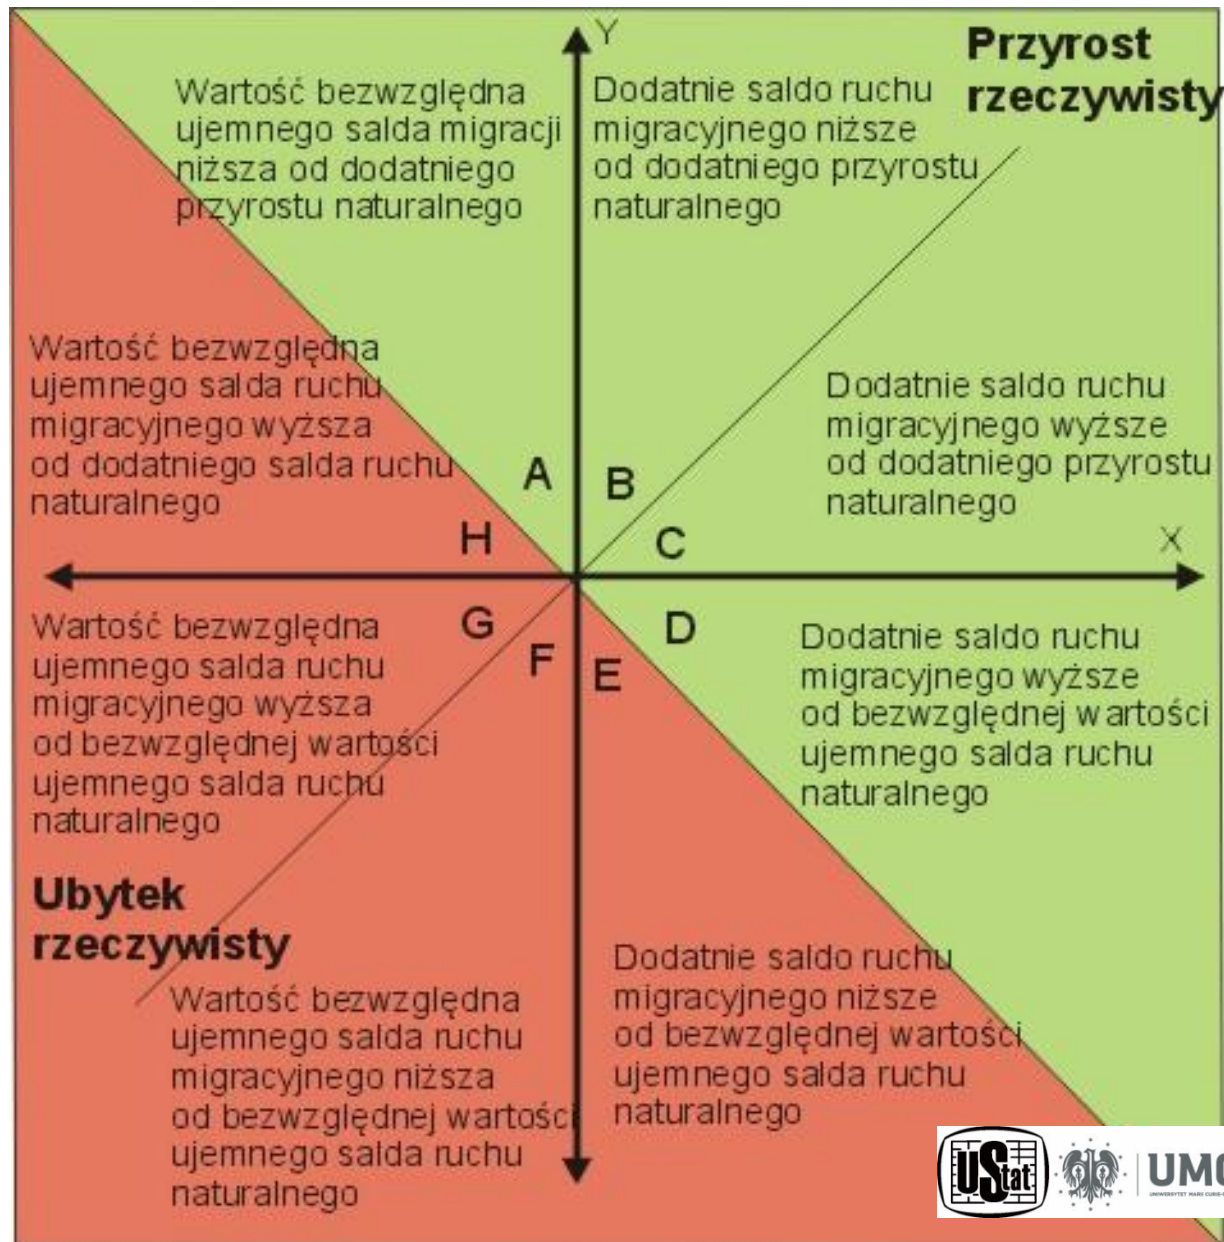 Y
Przyrost
rzeczywisty
Wartość bezwzględna
ujemnego salda migracji
niższa od dodatniego
przyrostu naturalnego
Dodatnie saldo ruchu
migracyjnego niższe
od dodatniego przyrostu
naturalnego
Wartość bezwzględna
ujemnego salda ruchu
migracyjnego wyższa
od dodatniego salda ruchu
naturalnego
Dodatnie saldo ruchu
migracyjnego wyższe
od dodatniego przyrostu
naturalnego
A
B
H
C
X
G
F
E
D
Wartość bezwzględna
ujemnego salda ruchu
migracyjnego wyższa
od bezwzględnej wartości
ujemnego salda ruchu
naturalnego
Dodatnie saldo ruchu
migracyjnego wyższe
od bezwzględnej wartości
ujemnego salda ruchu
naturalnego
Ubytek
rzeczywisty
Wartość bezwzględna
ujemnego salda ruchu
migracyjnego niższa
od bezwzględnej wartości
ujemnego salda ruchu
naturalnego
Dodatnie saldo ruchu
migracyjnego niższe
od bezwzględnej wartości
ujemnego salda ruchu
naturalnego
UStat